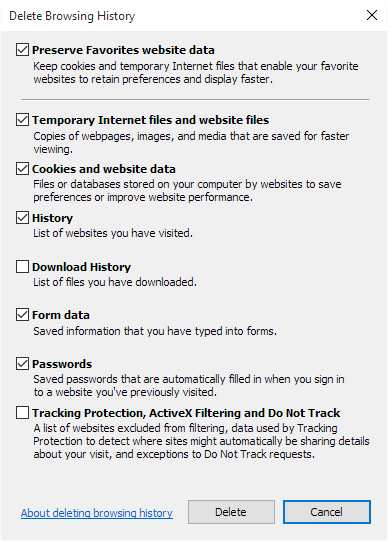 Delete Browsing History
Preserve Favorites website data
Keep cookies and temporary Internet files that enable your favorite
websites to retain preferences and display faster.
Temporary Internet files and website files
Copies of webpages, images, and media that are saved for faster
viewing.
Cookies and website data
Files or databases stored on your computer by websites to save
preferences or improve website performance.
History
List of websites you have visited.
Download History
List of files you have downloaded.
Form data
Saved information that you have typed into forms.
Passwords
Saved passwords that are automatically filled in when you sign in
to a website you've previously visited.
Tracking Protection, ActiveX Filtering and Do Not Track
A list of websites excluded from filtering, data used by Tracking
Protection to detect where sites might automatically be sharing details
about your visit, and exceptions to Do Not Track requests.
About deleting browsing history
Delete
Cancel